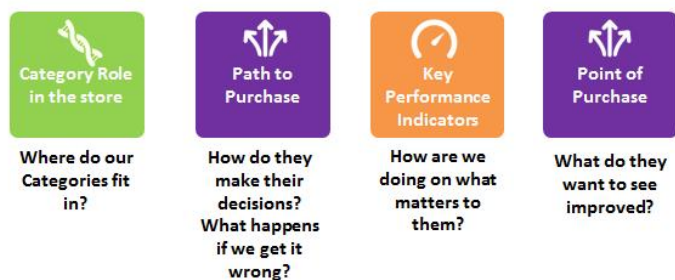 Category Role
in the store
Where do our
Categories fit
in?
Path to
Purchase
How do they
make their
decisions?
What happens
if we get it
wrong?
Key
Performance
Indicators
How are we
doing on what
matters to
them?
Point of
Purchase
What do they
want to see
improved?